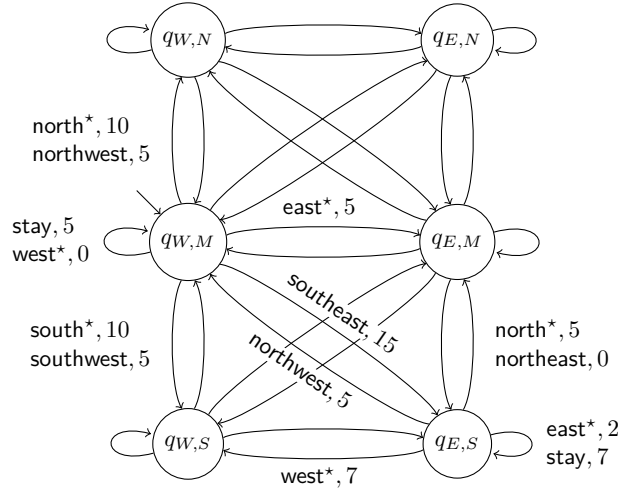 q_{W,N}
q_{E,N}
north⋆, 10
northwest, 5
east⋆, 5
stay, 5
west⋆, 0
q_{W,M}
q_{E,M}
southeast, 15
northwest, 5
south⋆, 10
southwest, 5
north⋆, 5
northeast, 0
q_{W,S}
q_{E,S}
east⋆, 2
stay, 7
west⋆, 7